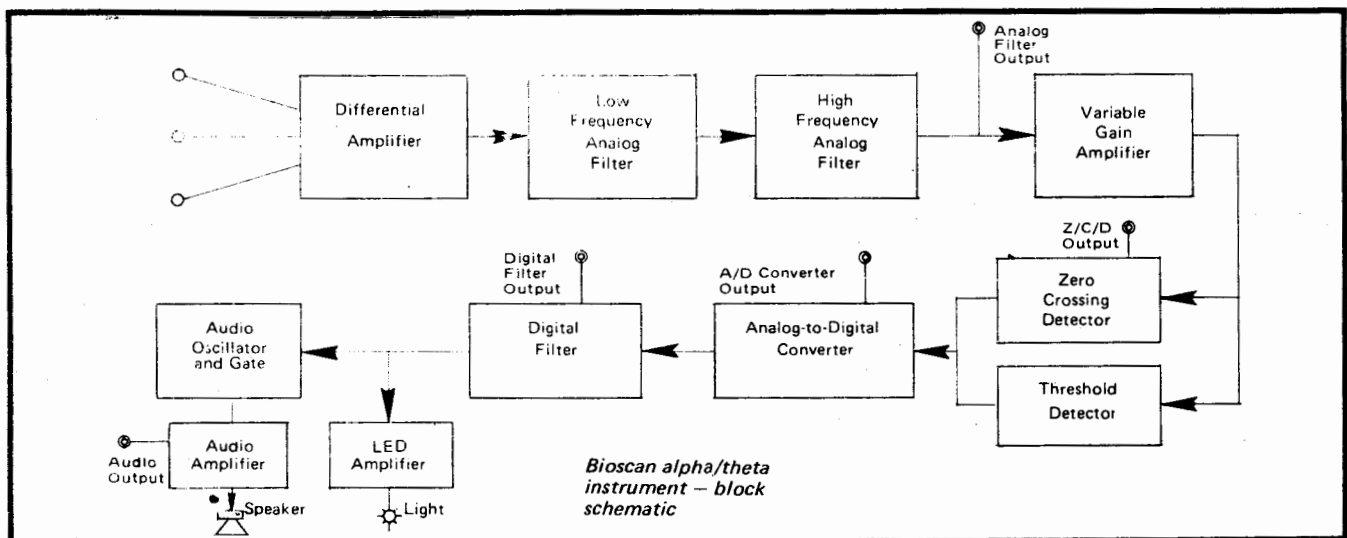 Analog
Filter
Output
Differential
Amplifier
Low
Frequency
Analog
Filter
High
Frequency
Analog
Filter
Variable
Gain
Amplifier
Z/C/D
Output
Digital
Filter
Output
A/D Converter
Output
Zero
Crossing
Detector
Audio
Oscillator
and Gate
Digital
Filter
Analog-to-Digital
Converter
Threshold
Detector
Audio
Amplifier
LED
Amplifier
Audio
Output
Speaker
Light
Bioscan alpha/theta
instrument — block
schematic